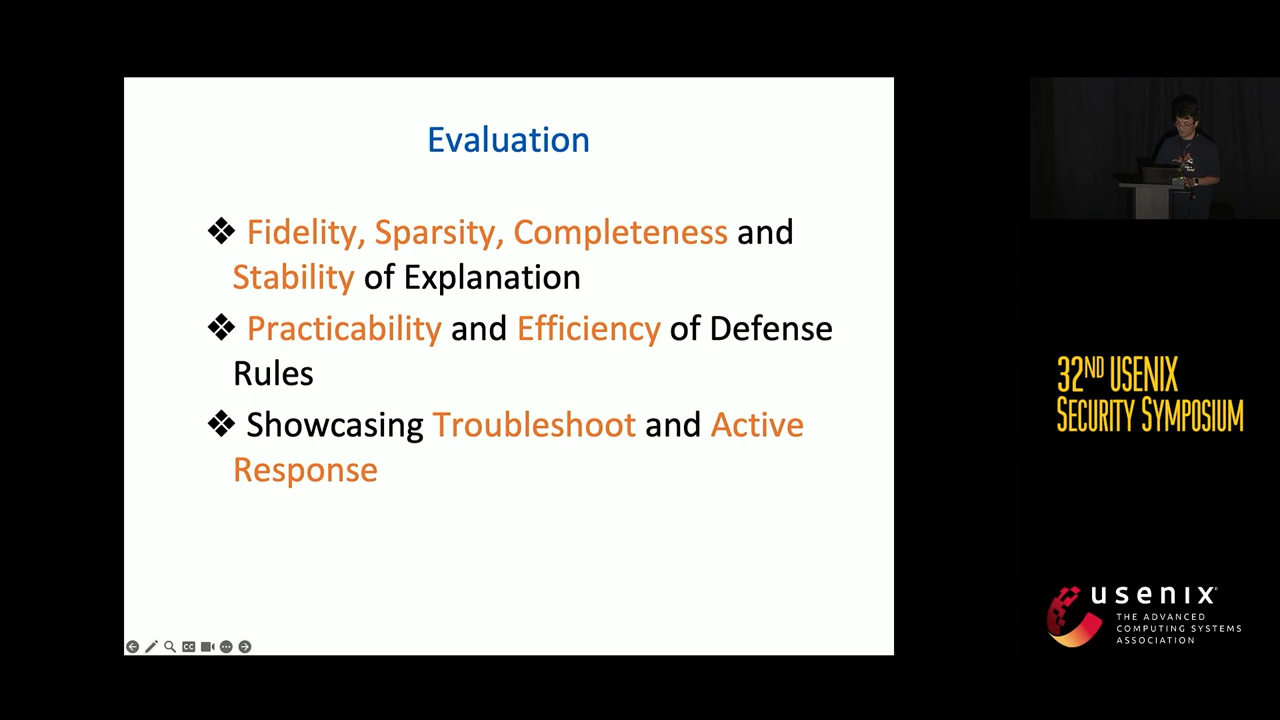 Evaluation
❖ Fidelity, Sparsity, Completeness and
Stability of Explanation
❖ Practicability and Efficiency of Defense
Rules
❖ Showcasing Troubleshoot and Active
Response
32ND USENIX
SECURITY SYMPOSIUM
usenix
THE ADVANCED
COMPUTING SYSTEMS
ASSOCIATION